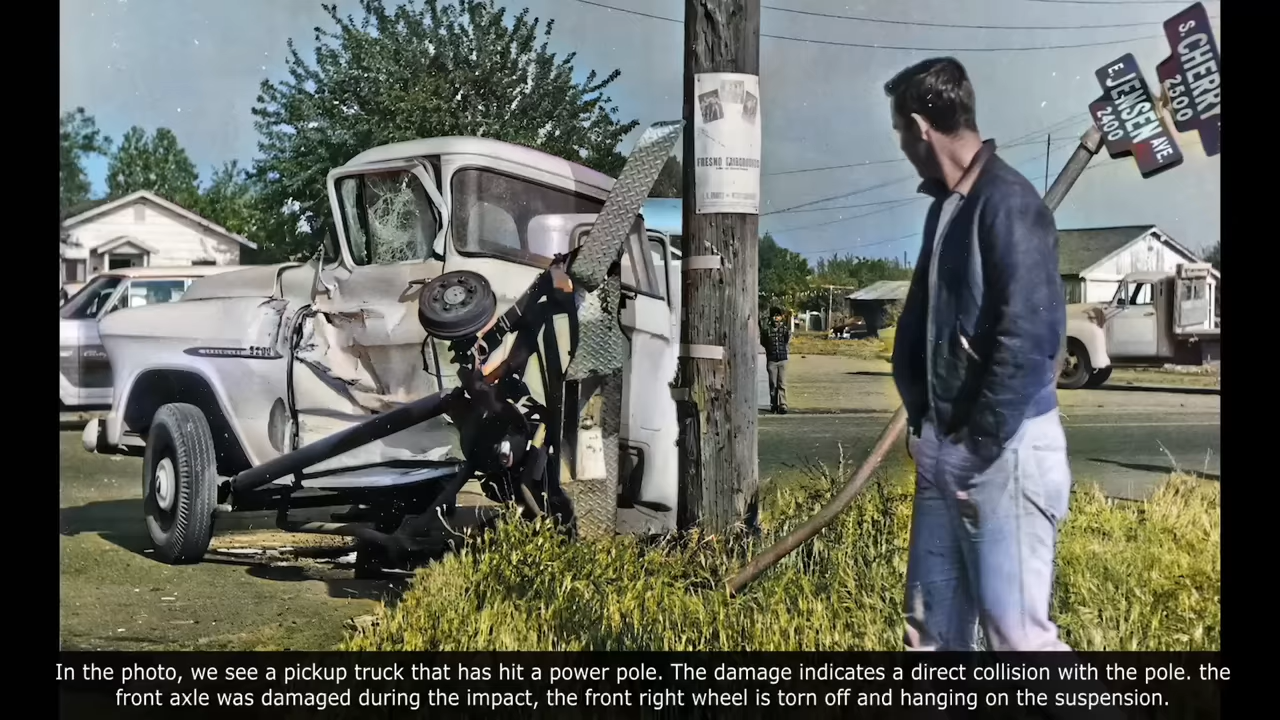 S. CHERRY
2500
E. JENSEN AVE.
2400
FRESNO
3200
In the photo, we see a pickup truck that has hit a power pole. The damage indicates a direct collision with the pole. the
front axle was damaged during the impact, the front right wheel is torn off and hanging on the suspension.